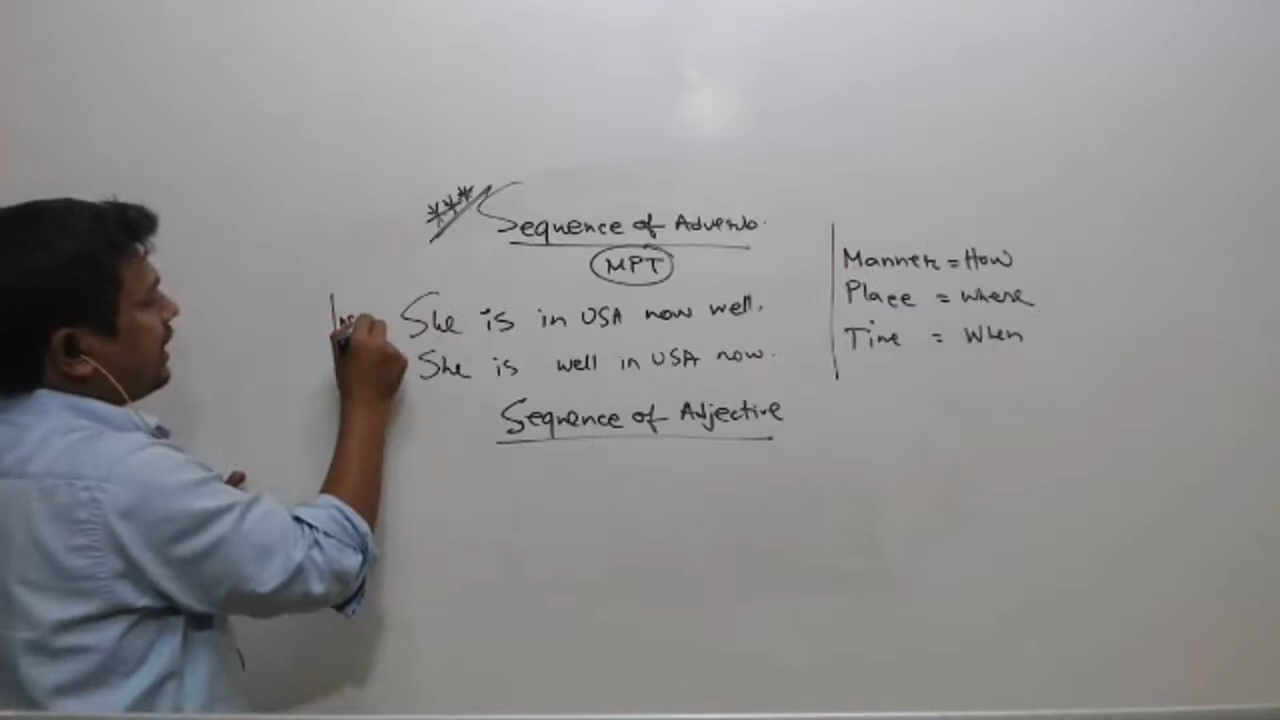 *** Sequence of Adverb.
MPT
She is in USA now well.
She is well in USA now.
Sequence of Adjective
Manner = How
Place = where
Time = When